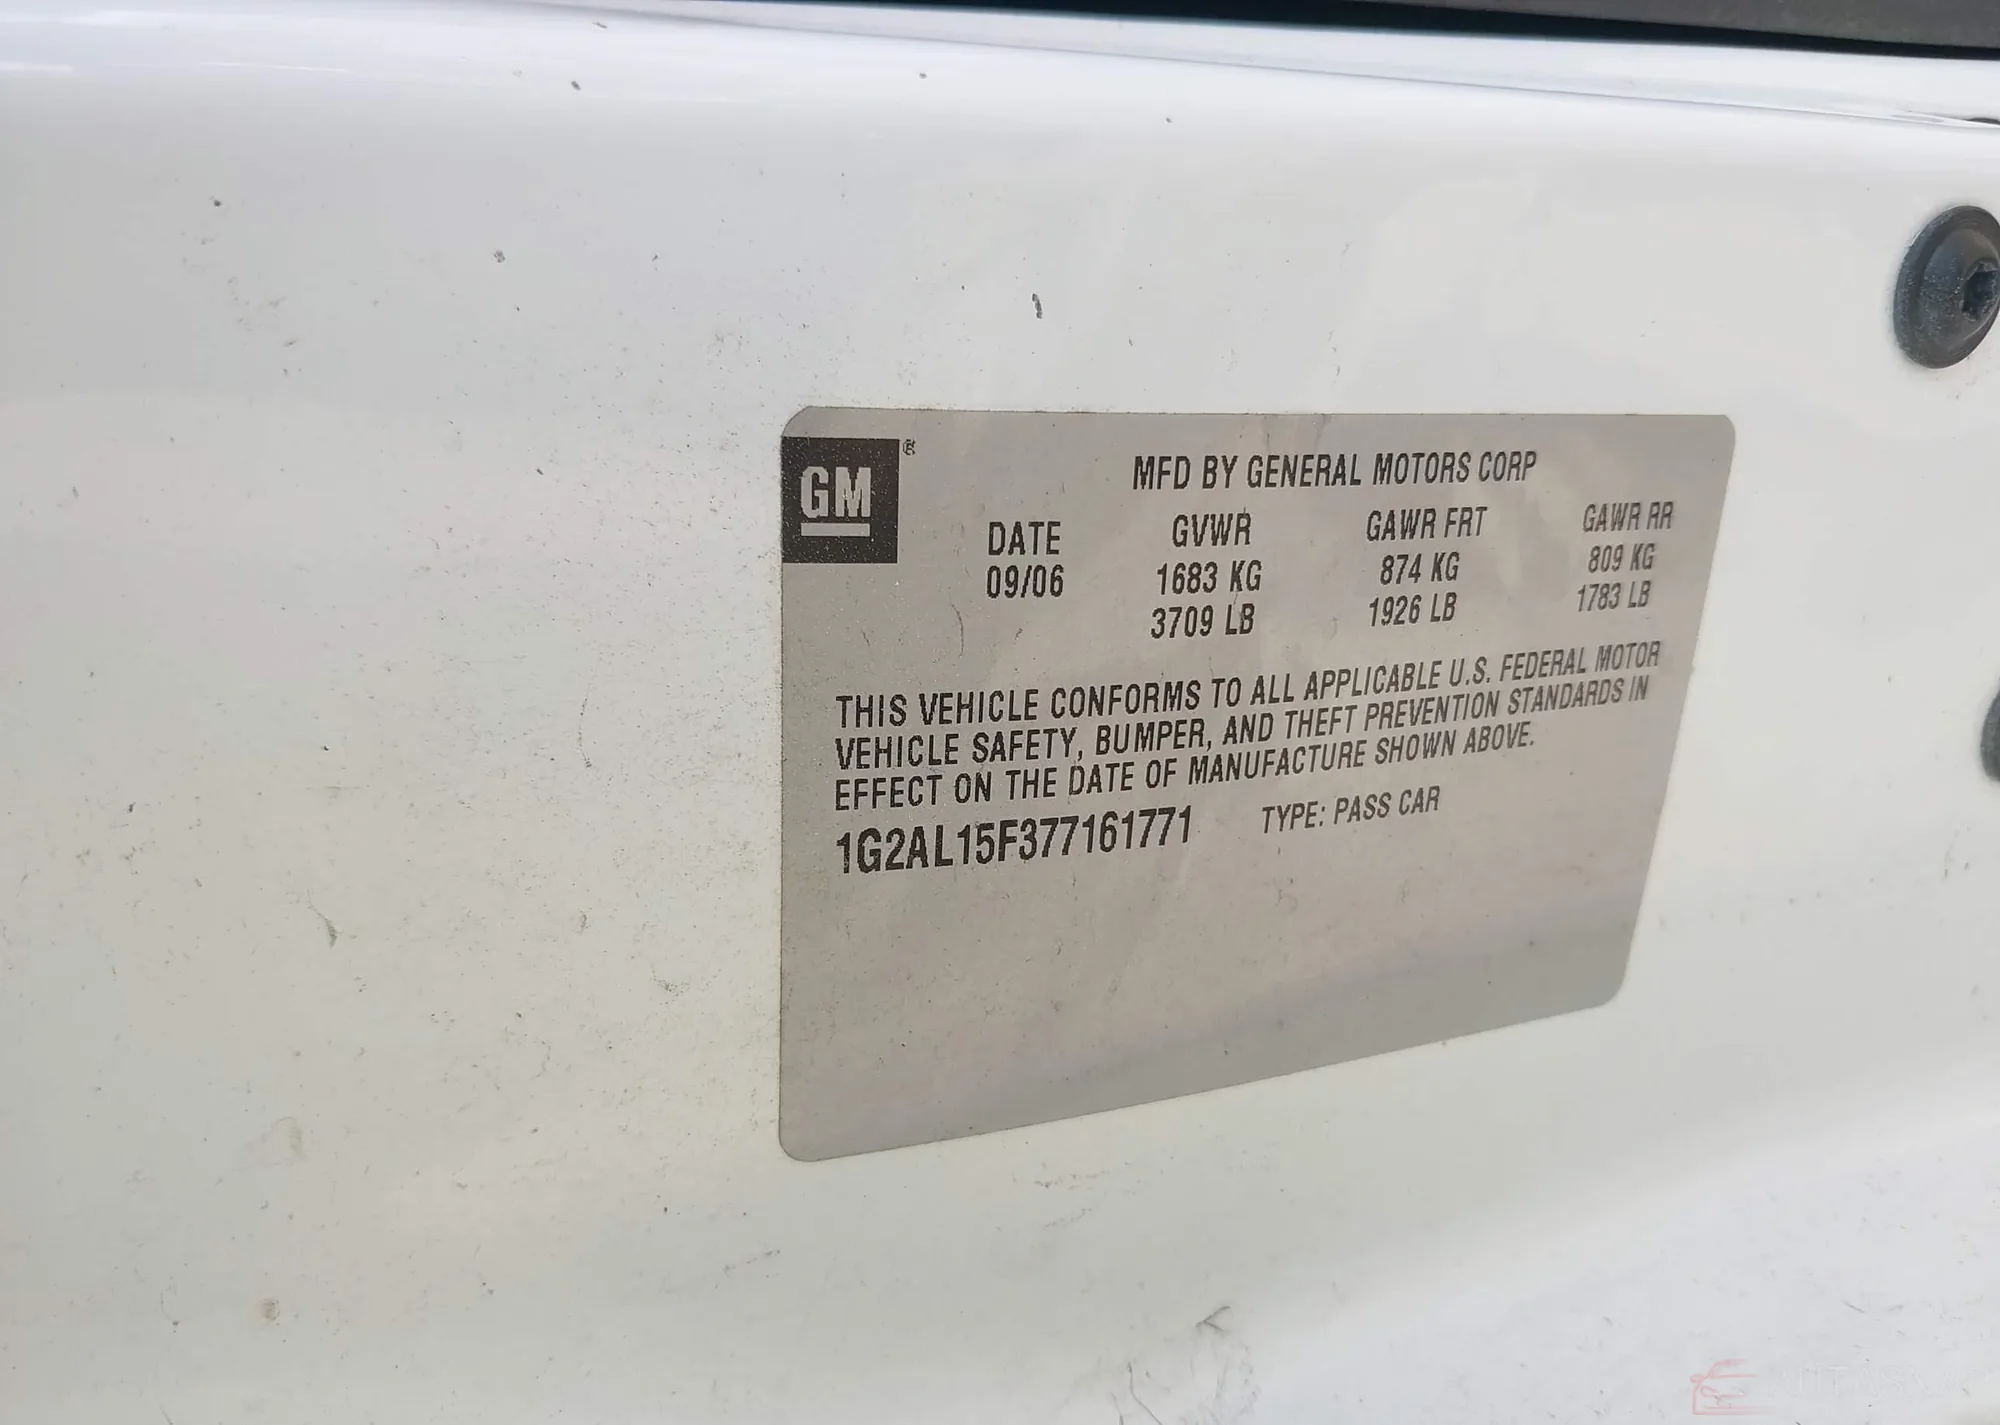 GM ®
MFD BY GENERAL MOTORS CORP
DATE GVWR GAWR FRT GAWR RR
09/06 1683 KG 874 KG 809 KG
3709 LB 1926 LB 1783 LB
THIS VEHICLE CONFORMS TO ALL APPLICABLE U.S. FEDERAL MOTOR
VEHICLE SAFETY, BUMPER, AND THEFT PREVENTION STANDARDS IN
EFFECT ON THE DATE OF MANUFACTURE SHOWN ABOVE.
1G2AL15F377161771 TYPE: PASS CAR